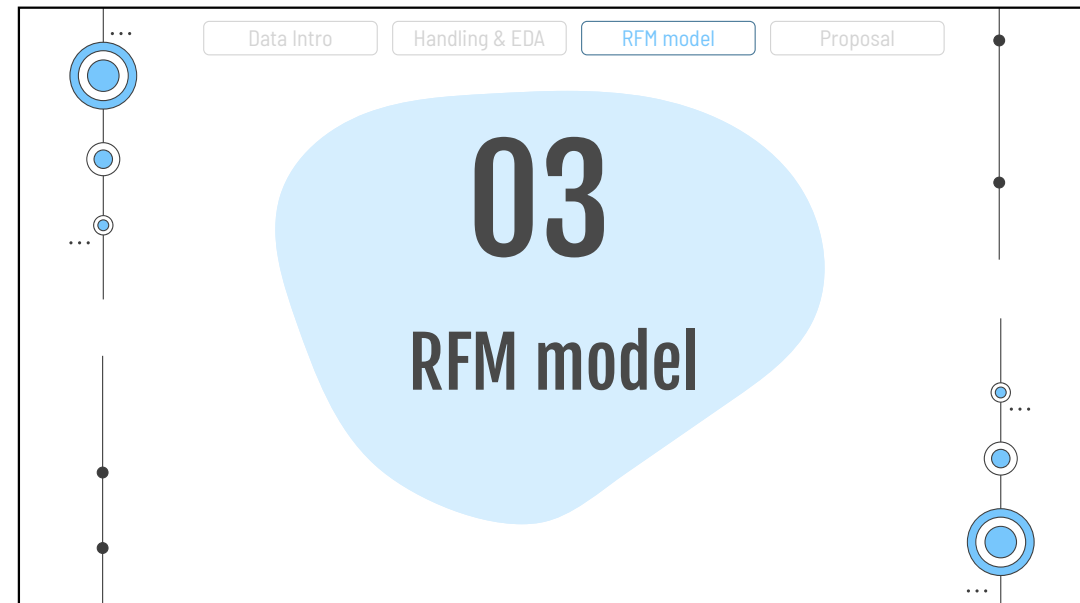 Data Intro
Handling & EDA
RFM model
Proposal
03
RFM model